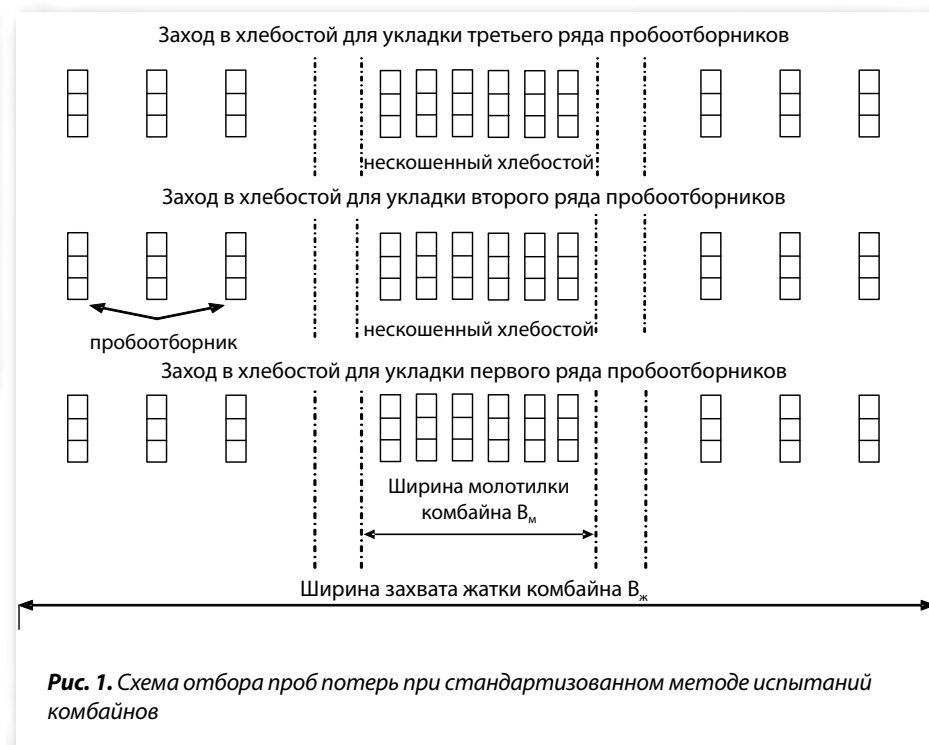 Заход в хлебостой для укладки третьего ряда пробоотборников
нескошенный хлебостой
Заход в хлебостой для укладки второго ряда пробоотборников
пробоотборник
нескошенный хлебостой
Заход в хлебостой для укладки первого ряда пробоотборников
Ширина молотилки
комбайна Вм
Ширина захвата жатки комбайна Вж
Рис. 1. Схема отбора проб потерь при стандартизованном методе испытаний
комбайнов